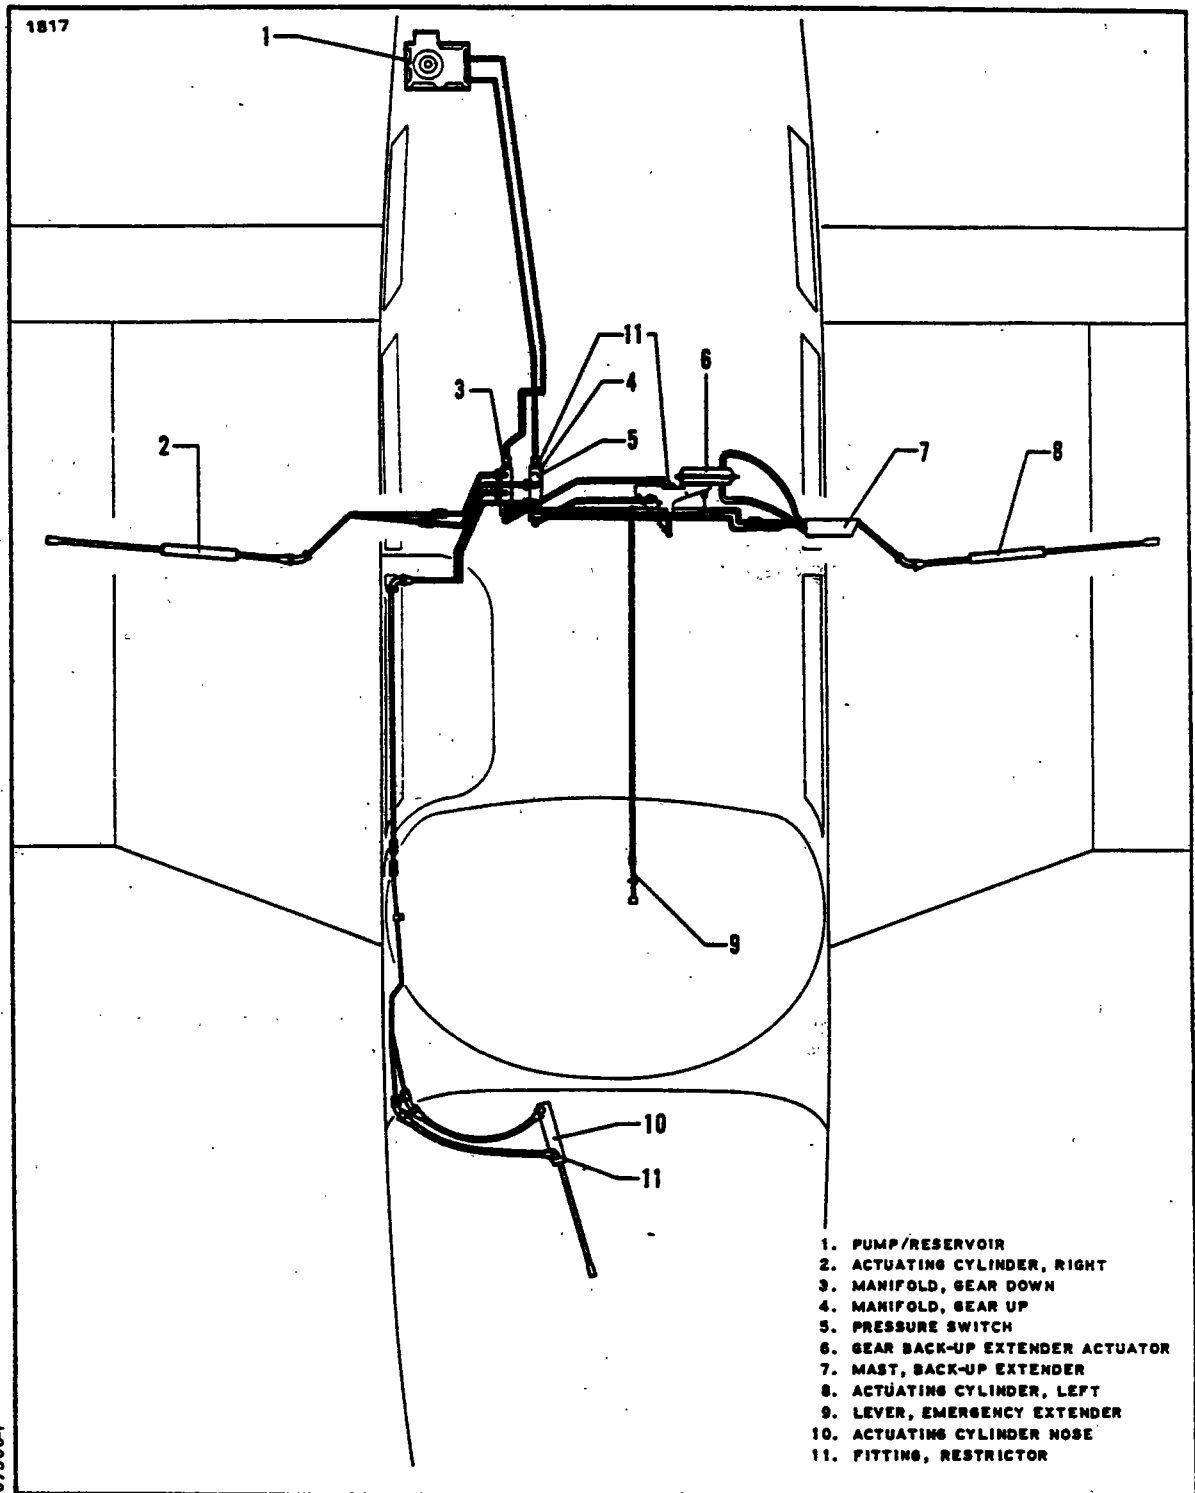 1817
1
11
6
3
4
2
5
7
8
9
10
11
1. PUMP/RESERVOIR
2. ACTUATING CYLINDER, RIGHT
3. MANIFOLD, GEAR DOWN
4. MANIFOLD, GEAR UP
5. PRESSURE SWITCH
6. GEAR BACK-UP EXTENDER ACTUATOR
7. MAST, BACK-UP EXTENDER
8. ACTUATING CYLINDER, LEFT
9. LEVER, EMERGENCY EXTENDER
10. ACTUATING CYLINDER NOSE
11. FITTING, RESTRICTOR